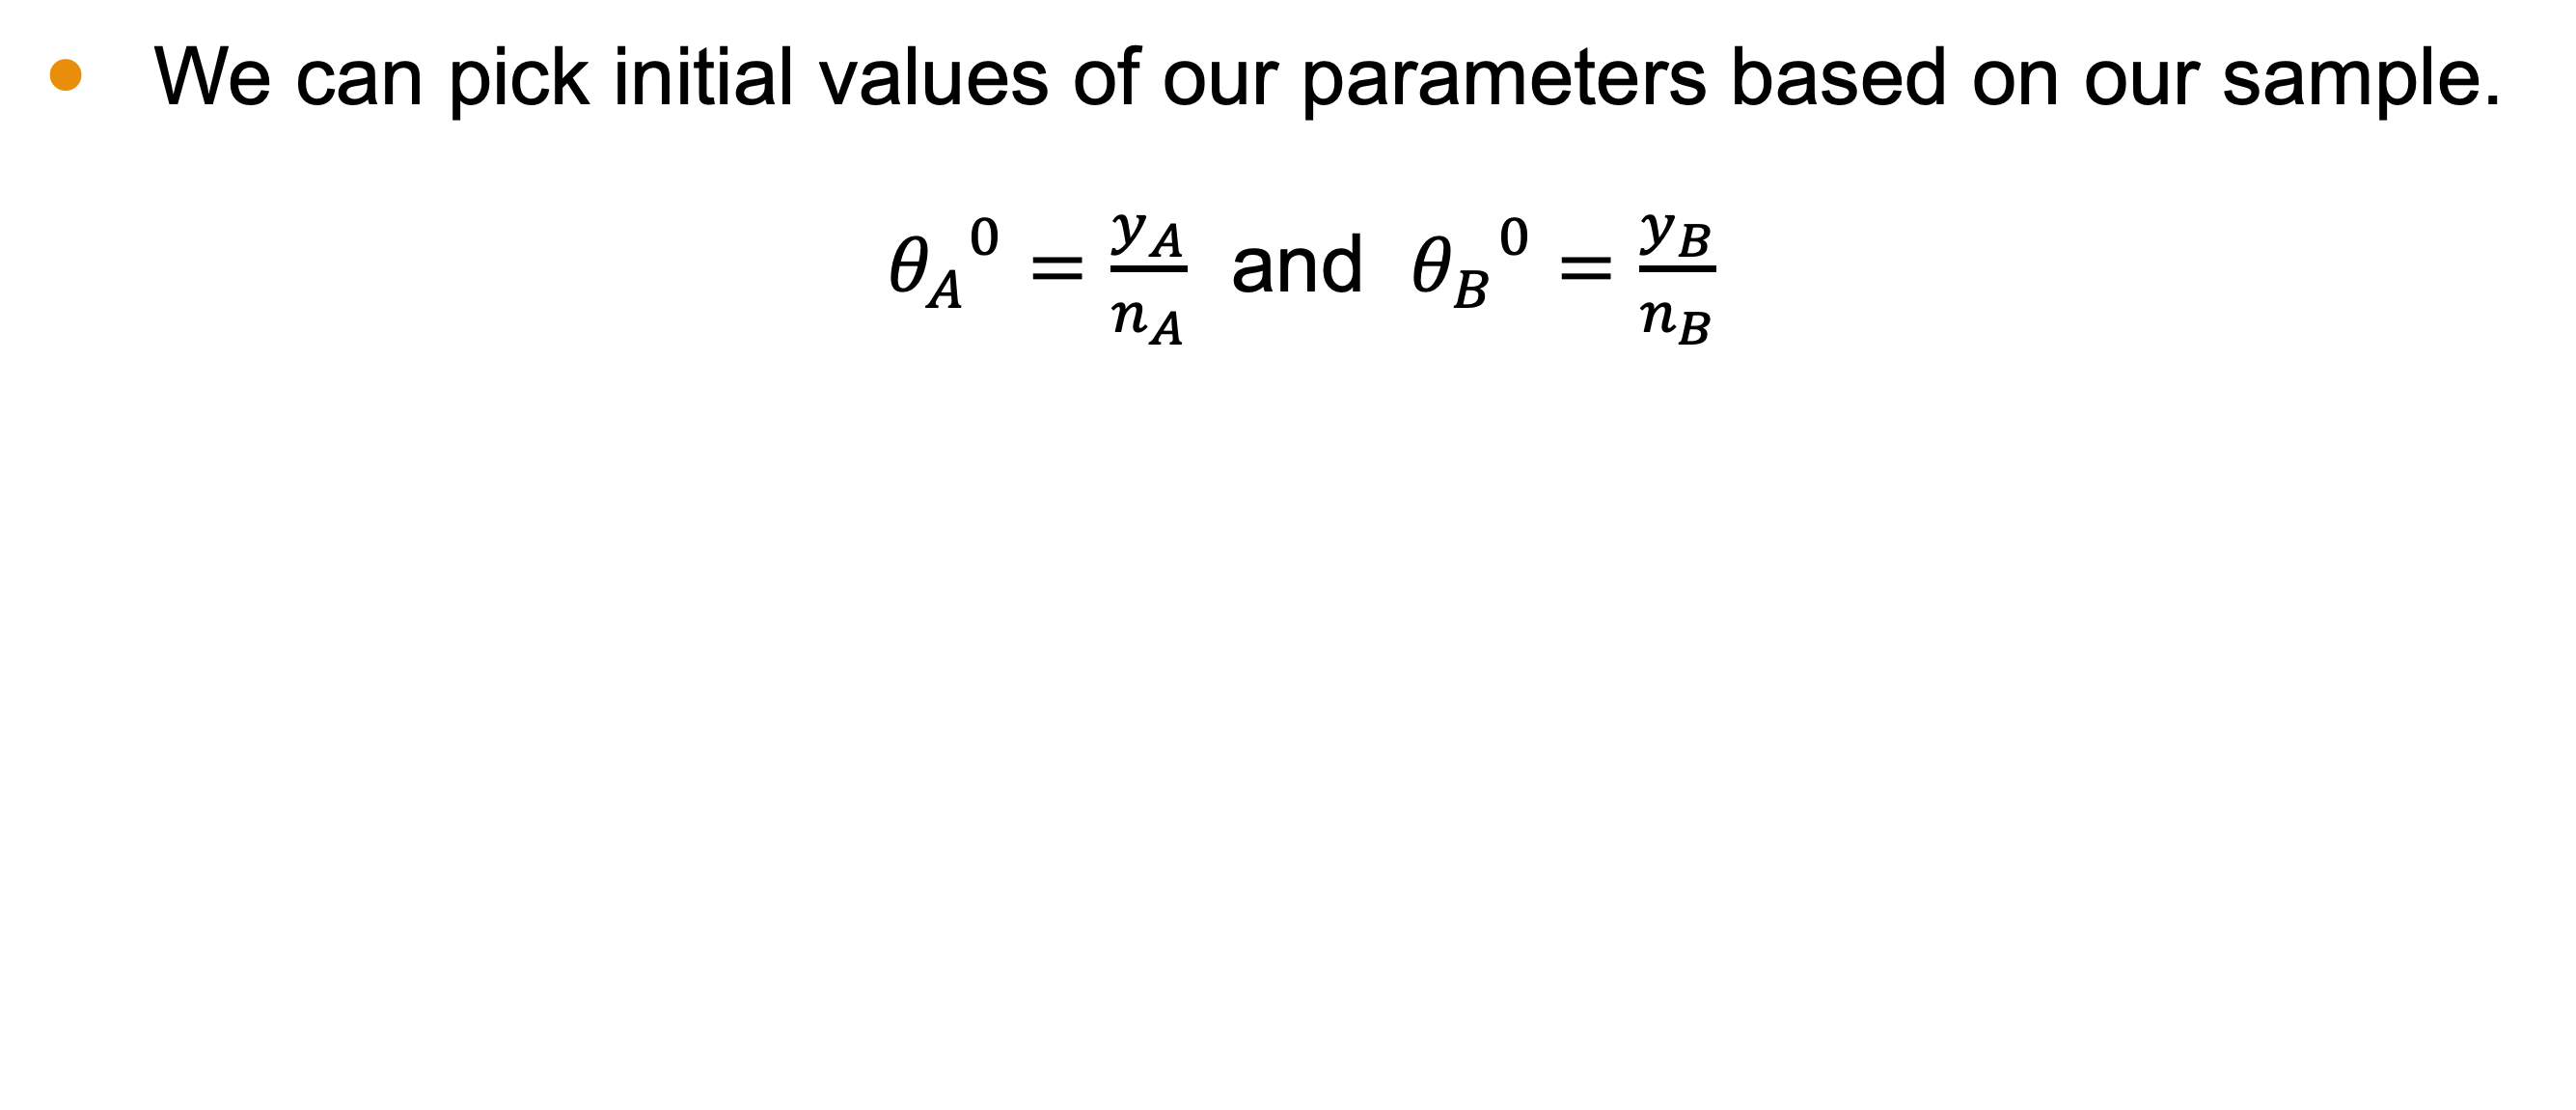 • We can pick initial values of our parameters based on our sample.
θ_A^0 = y_A/n_A and θ_B^0 = y_B/n_B